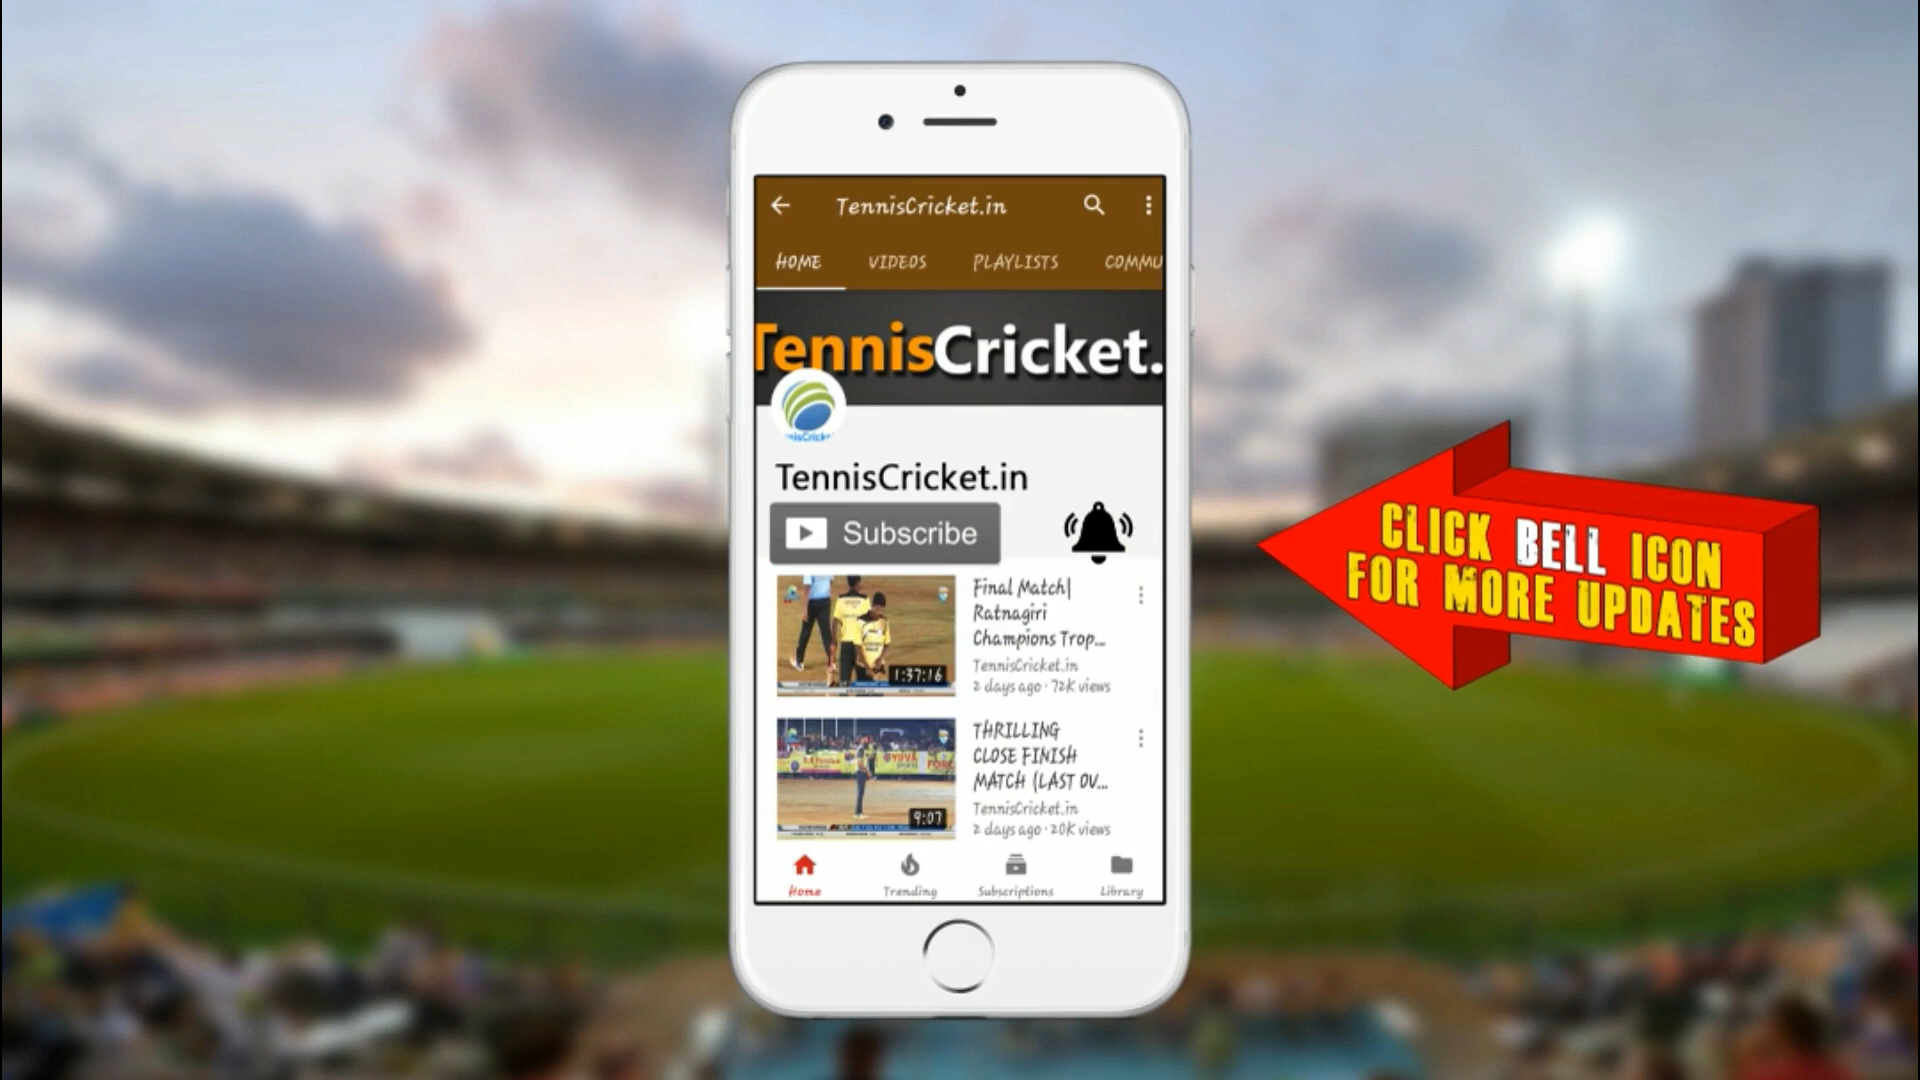 TennisCricket.in
HOME VIDEOS PLAYLISTS COMMU
TennisCricket.
TennisCricket.in
Subscribe
Final Match|
Ratnagiri
Champions Trop...
TennisCricket.in
2 days ago · 72K views
1:37:16
THRILLING
CLOSE FINISH
MATCH (LAST OV...
TennisCricket.in
2 days ago · 20K views
YUVA
9:07
Home Trending Subscriptions Library
CLICK BELL ICON
FOR MORE UPDATES